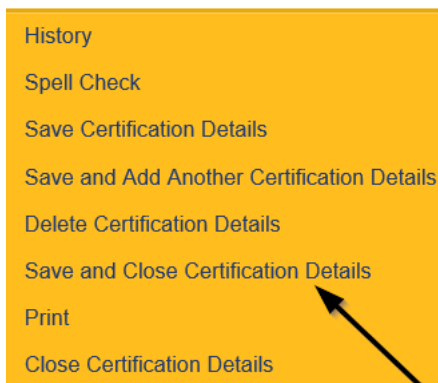 History
Spell Check
Save Certification Details
Save and Add Another Certification Details
Delete Certification Details
Save and Close Certification Details
Print
Close Certification Details